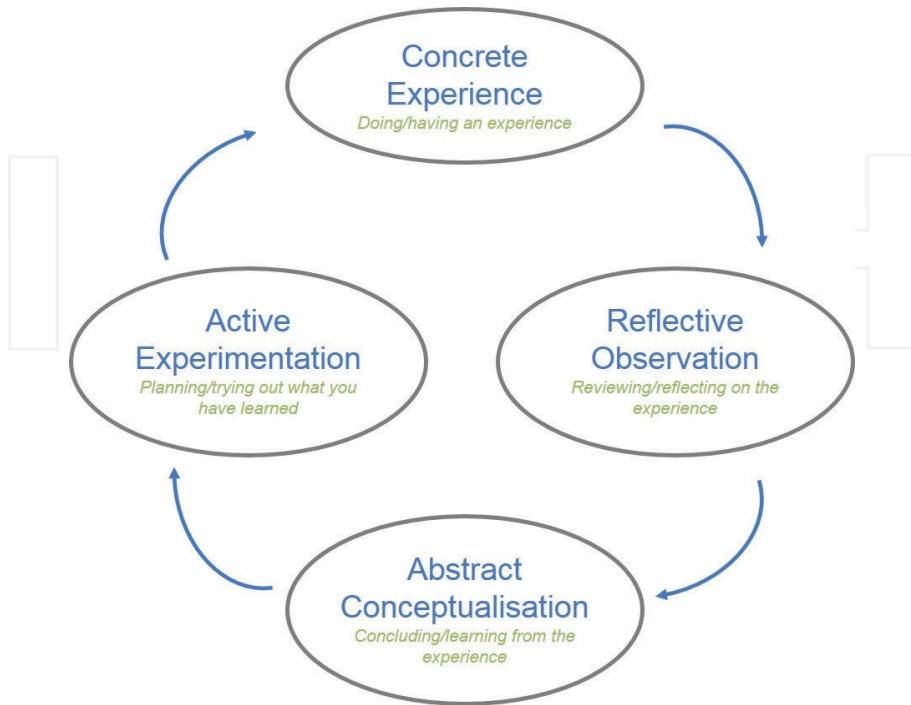 Concrete
Experience
Doing/having an experience
Active
Experimentation
Planning/trying out what you
have learned
Reflective
Observation
Reviewing/reflecting on the
experience
Abstract
Conceptualisation
Concluding/learning from the
experience